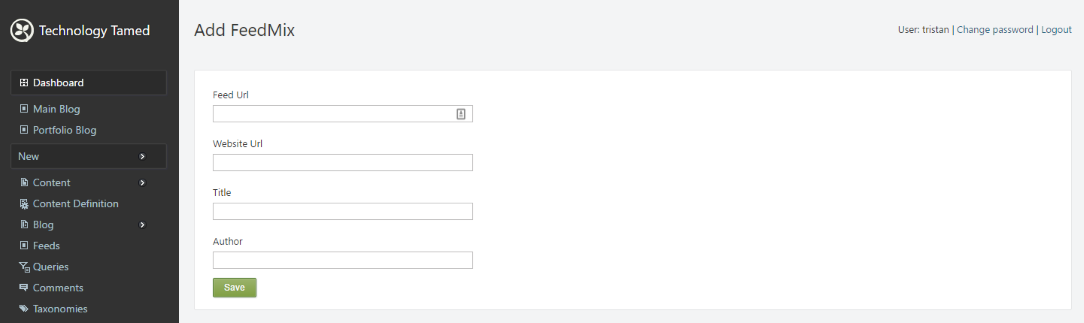 Technology Tamed
Add FeedMix
User: tristan | Change password | Logout
Dashboard
Main Blog
Portfolio Blog
New
Content
Content Definition
Blog
Feeds
Queries
Comments
Taxonomies
Feed Url
Website Url
Title
Author
Save